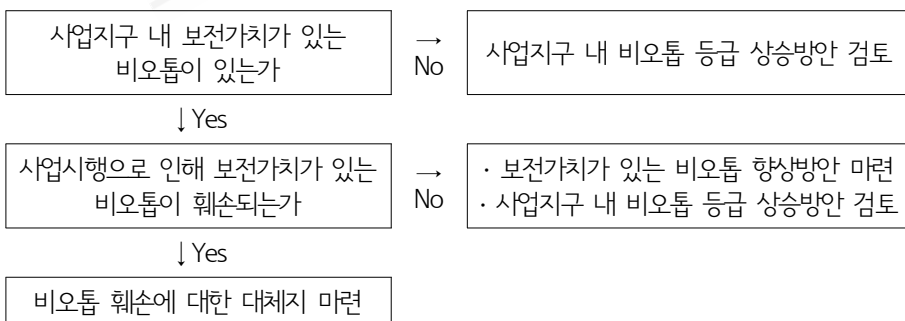 사업지구 내 보전가치가 있는
비오톱이 있는가
→
No
사업지구 내 비오톱 등급 상승방안 검토
↓ Yes
사업시행으로 인해 보전가치가 있는
비오톱이 훼손되는가
→
No
· 보전가치가 있는 비오톱 향상방안 마련
· 사업지구 내 비오톱 등급 상승방안 검토
↓ Yes
비오톱 훼손에 대한 대체지 마련